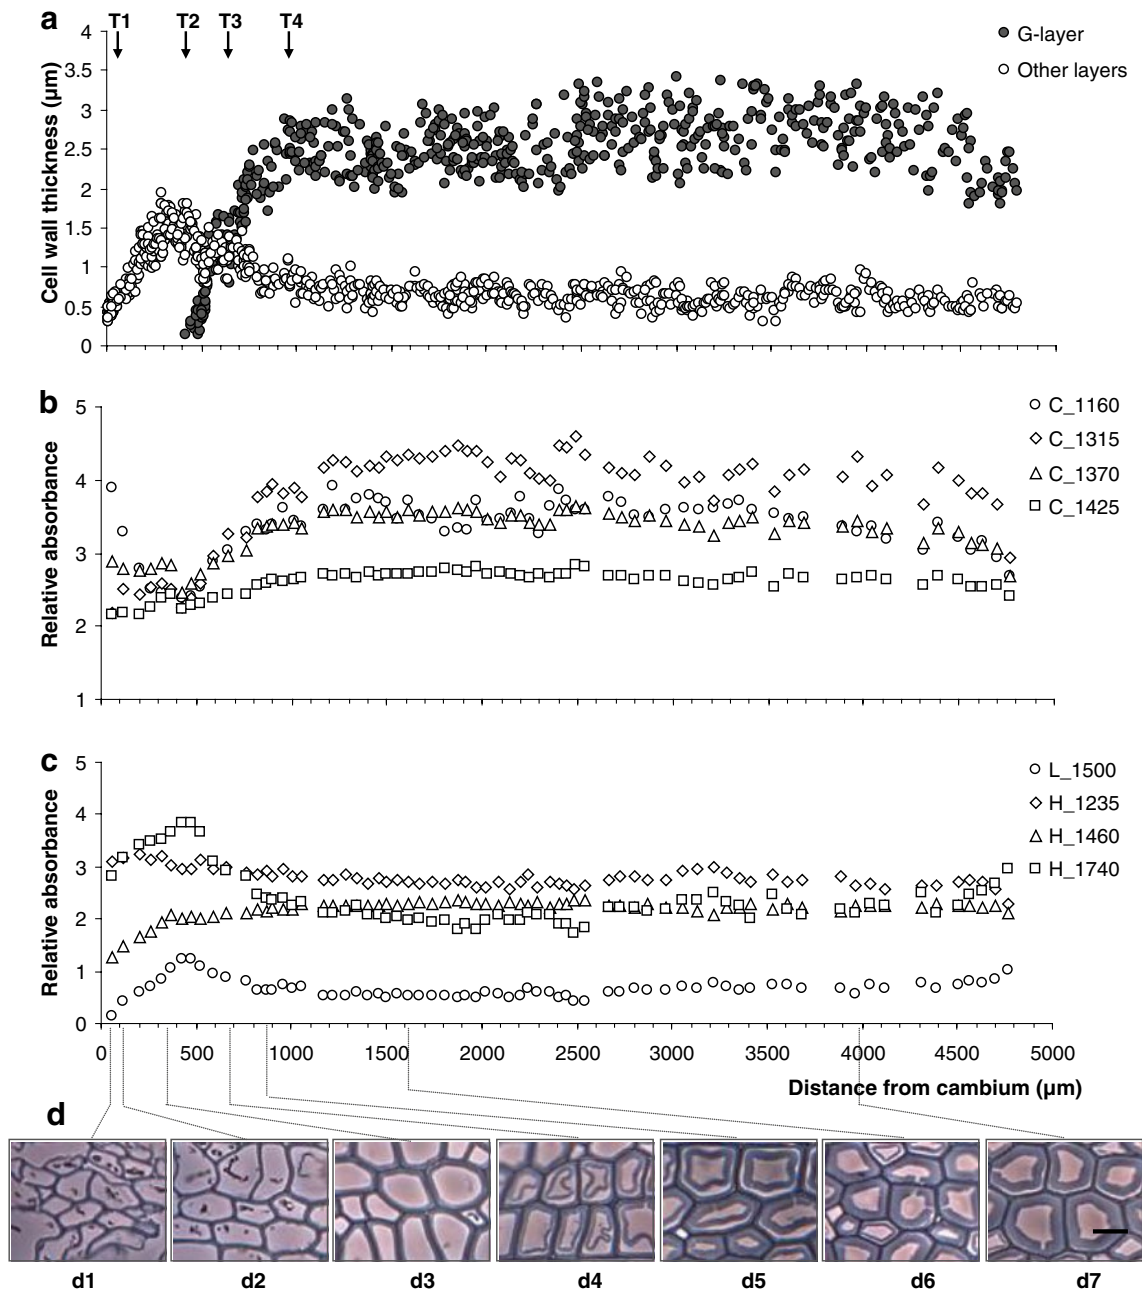 a
T1 T2 T3 T4
Cell wall thickness (µm)
4
3.5
3
2.5
2
1.5
1
0.5
0
G-layer
Other layers
b
Relative absorbance
5
4
3
2
1
C_1160
C_1315
C_1370
C_1425
c
Relative absorbance
5
4
3
2
1
0
L_1500
H_1235
H_1460
H_1740
0 500 1000 1500 2000 2500 3000 3500 4000 4500 5000
Distance from cambium (µm)
d
d1 d2 d3 d4 d5 d6 d7